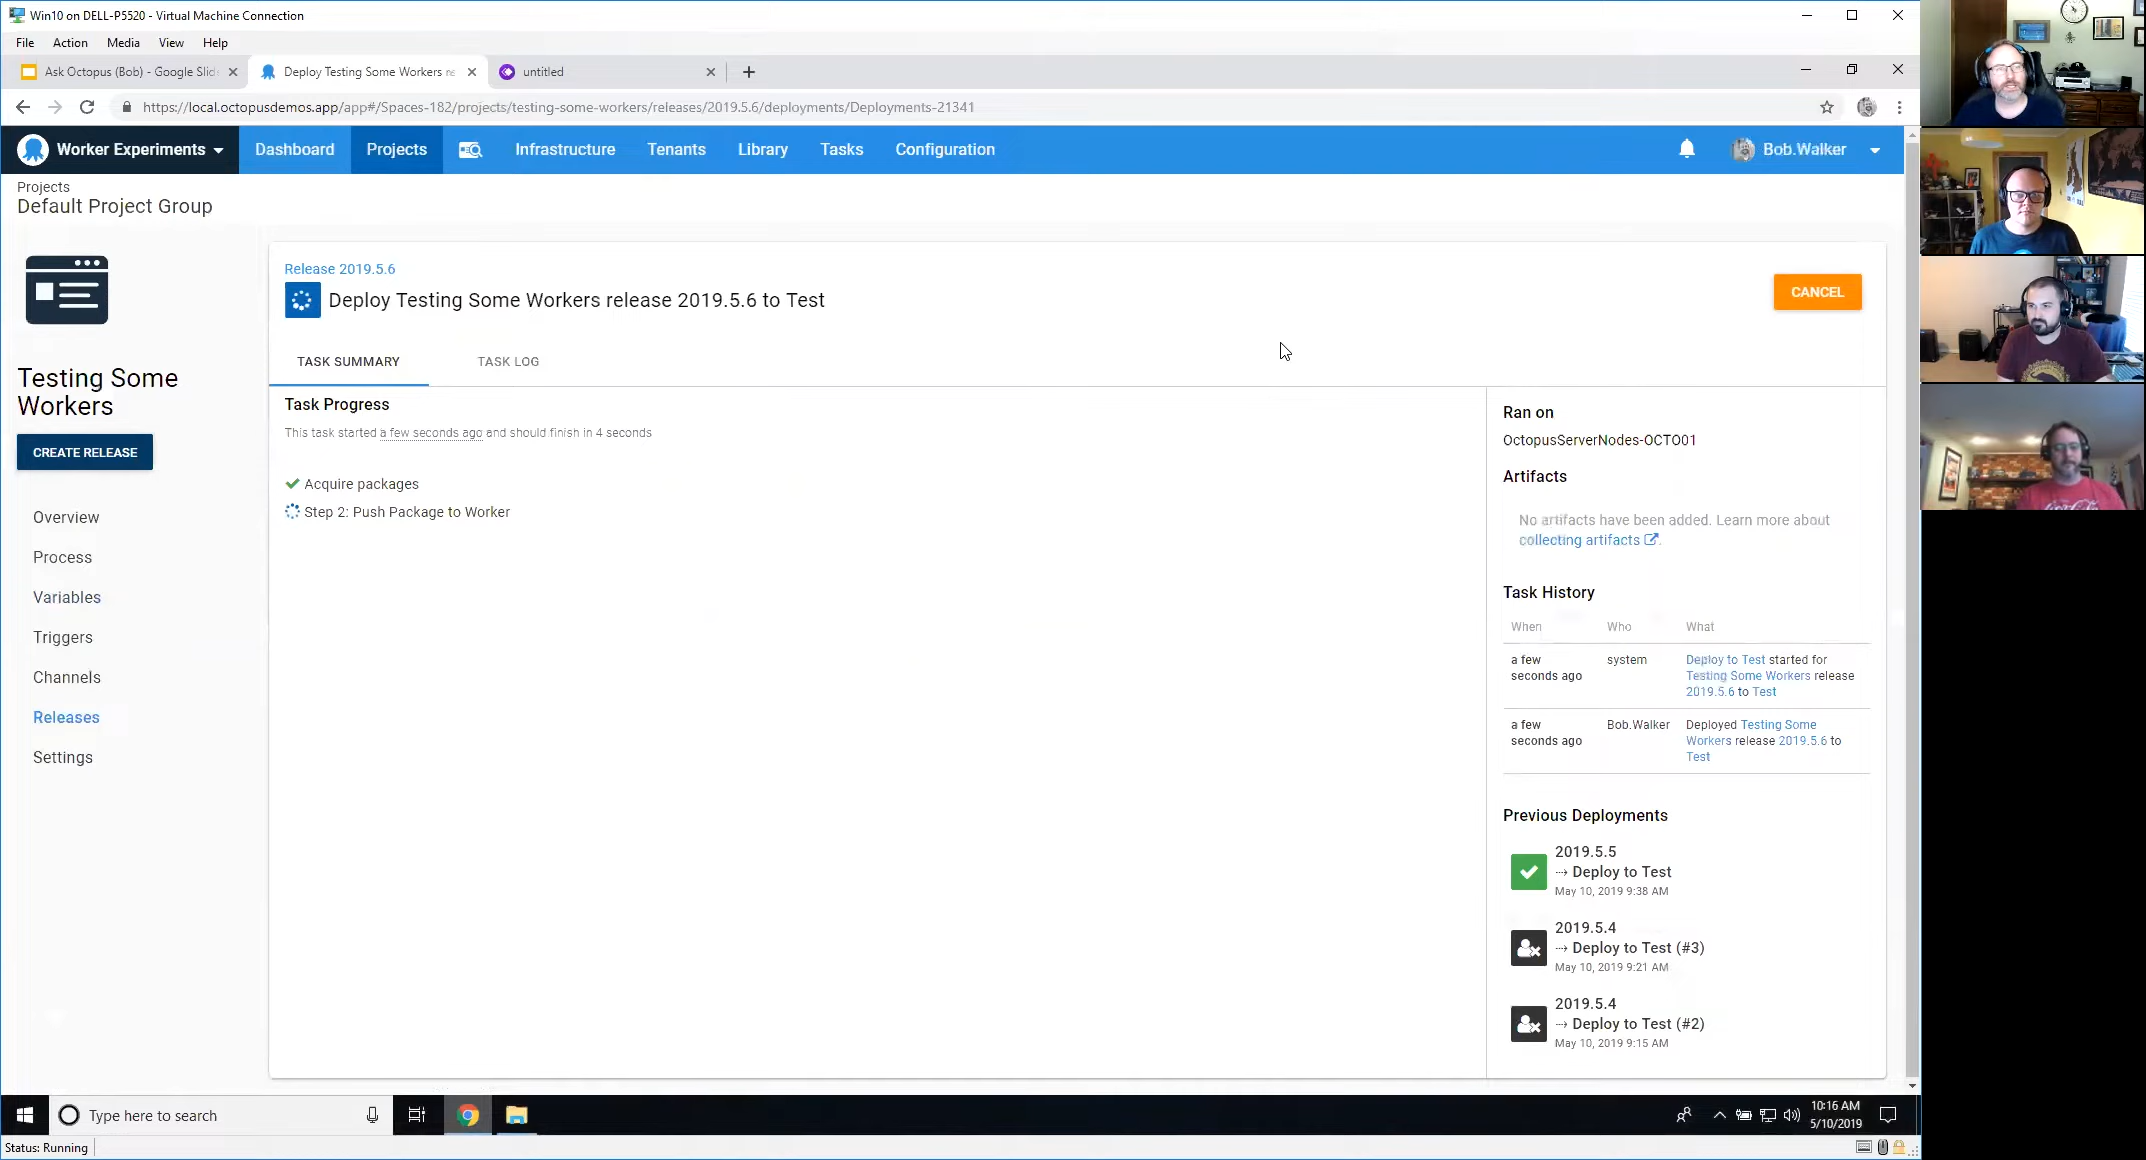 Win10 on DELL-P5520 - Virtual Machine Connection
File Action Media View Help
Ask Octopus (Bob) - Google Slid
Deploy Testing Some Workers re
untitled
https://local.octopusdemos.app/app#/Spaces-182/projects/testing-some-workers/releases/2019.5.6/deployments/Deployments-21341
Worker Experiments
Dashboard
Projects
Infrastructure
Tenants
Library
Tasks
Configuration
Bob.Walker
Projects
Default Project Group
Testing Some
Workers
CREATE RELEASE
Overview
Process
Variables
Triggers
Channels
Releases
Settings
Release 2019.5.6
Deploy Testing Some Workers release 2019.5.6 to Test
CANCEL
TASK SUMMARY
TASK LOG
Task Progress
This task started a few seconds ago and should finish in 4 seconds
Acquire packages
Step 2: Push Package to Worker
Ran on
OctopusServerNodes-OCTO01
Artifacts
No artifacts have been added. Learn more about
collecting artifacts.
Task History
When Who What
a few
seconds ago
system
Deploy to Test started for
Testing Some Workers release
2019.5.6 to Test
a few
seconds ago
Bob.Walker
Deployed Testing Some
Workers release 2019.5.6 to
Test
Previous Deployments
2019.5.5
Deploy to Test
May 10, 2019 9:38 AM
2019.5.4
Deploy to Test (#3)
May 10, 2019 9:21 AM
2019.5.4
Deploy to Test (#2)
May 10, 2019 9:15 AM
Type here to search
10:16 AM
5/10/2019
Status: Running